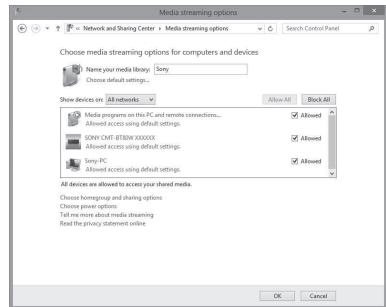 Media streaming options
« Network and Sharing Center ▸ Media streaming options
Search Control Panel
Choose media streaming options for computers and devices
Name your media library: Sony
Choose default settings...
Show devices on: All networks
Allow All
Block All
Media programs on this PC and remote connections...
Allowed access using default settings.
Allowed
SONY CMT-BT80W XXXXXX
Allowed access using default settings.
Allowed
Sony-PC
Allowed access using default settings.
Allowed
All devices are allowed to access your shared media.
Choose homegroup and sharing options
Choose power options
Tell me more about media streaming
Read the privacy statement online
OK
Cancel